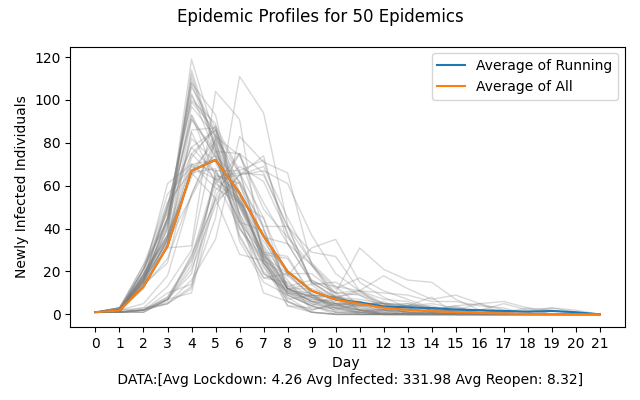 Epidemic Profiles for 50 Epidemics
Newly Infected Individuals
120
100
80
60
40
20
0
Average of Running
Average of All
0 1 2 3 4 5 6 7 8 9 10 11 12 13 14 15 16 17 18 19 20 21
Day
DATA:[Avg Lockdown: 4.26 Avg Infected: 331.98 Avg Reopen: 8.32]